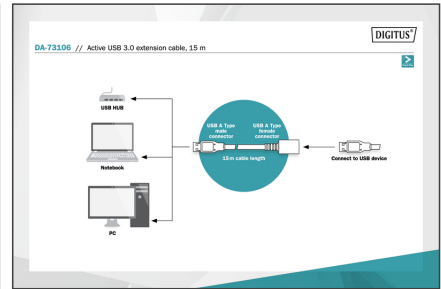 DIGITUS®
DA-73106 // Active USB 3.0 extension cable, 15 m
USB HUB
Notebook
PC
USB A Type
male
connector
USB A Type
female
connector
15m cable length
Connect to USB device